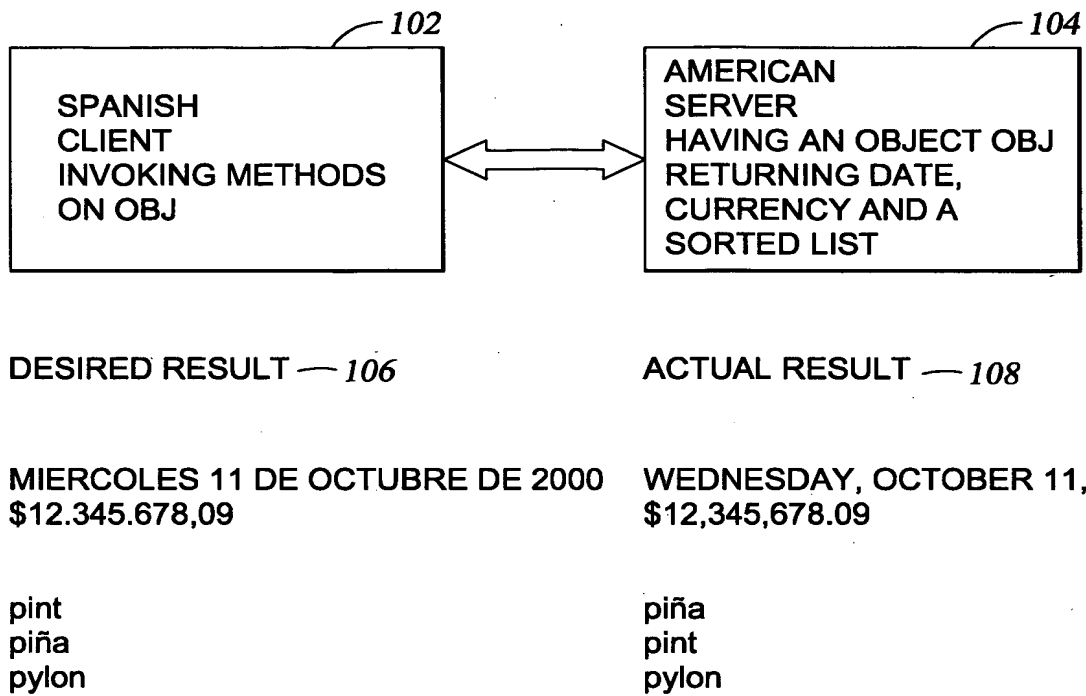 102
SPANISH
CLIENT
INVOKING METHODS
ON OBJ
104
AMERICAN
SERVER
HAVING AN OBJECT OBJ
RETURNING DATE,
CURRENCY AND A
SORTED LIST
DESIRED RESULT — 106
MIERCOLES 11 DE OCTUBRE DE 2000
$12.345.678,09
pint
piña
pylon
ACTUAL RESULT — 108
WEDNESDAY, OCTOBER 11,
$12,345,678.09
piña
pint
pylon